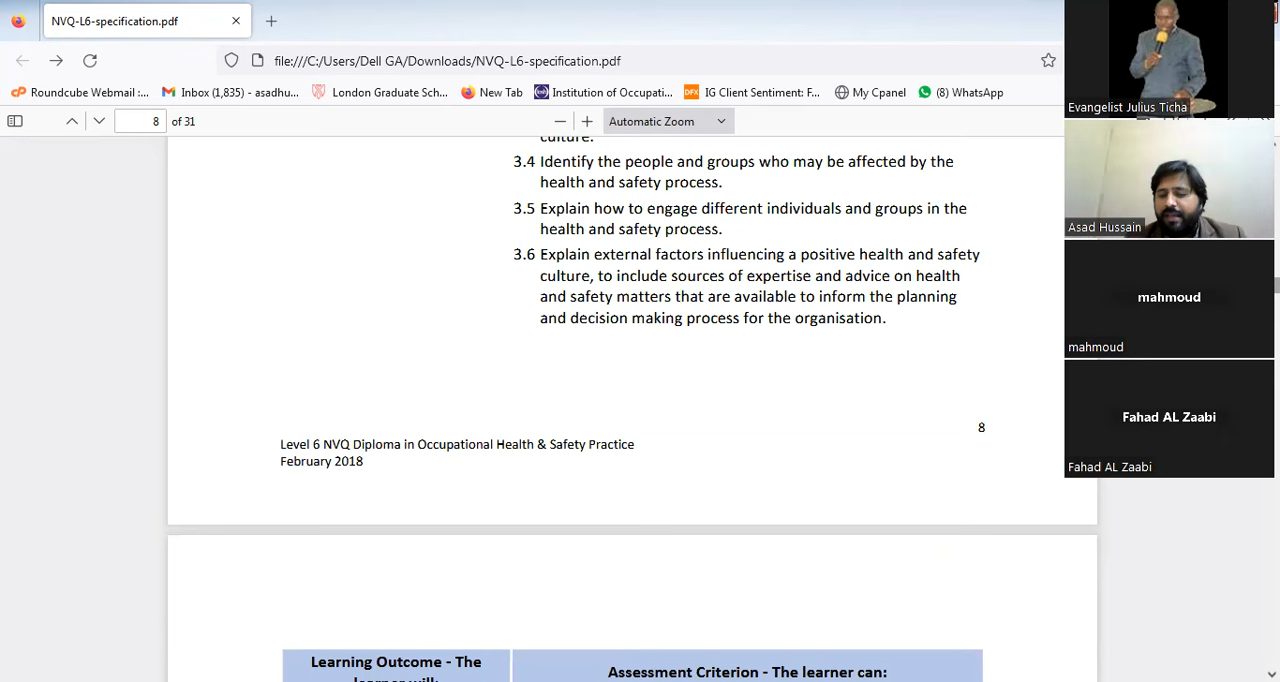 NVQ-L6-specification.pdf
file:///C:/Users/Dell GA/Downloads/NVQ-L6-specification.pdf
Roundcube Webmail :... Inbox (1,835) - asadhu... London Graduate Sch... New Tab Institution of Occupati... DFX IG Client Sentiment: F... My Cpanel (8) WhatsApp
8 of 31 Automatic Zoom
culture.
3.4 Identify the people and groups who may be affected by the
health and safety process.
3.5 Explain how to engage different individuals and groups in the
health and safety process.
3.6 Explain external factors influencing a positive health and safety
culture, to include sources of expertise and advice on health
and safety matters that are available to inform the planning
and decision making process for the organisation.
8
Level 6 NVQ Diploma in Occupational Health & Safety Practice
February 2018
Learning Outcome - The
learner will:
Assessment Criterion - The learner can:
Evangelist Julius Ticha
Asad Hussain
mahmoud
mahmoud
Fahad AL Zaabi
Fahad AL Zaabi